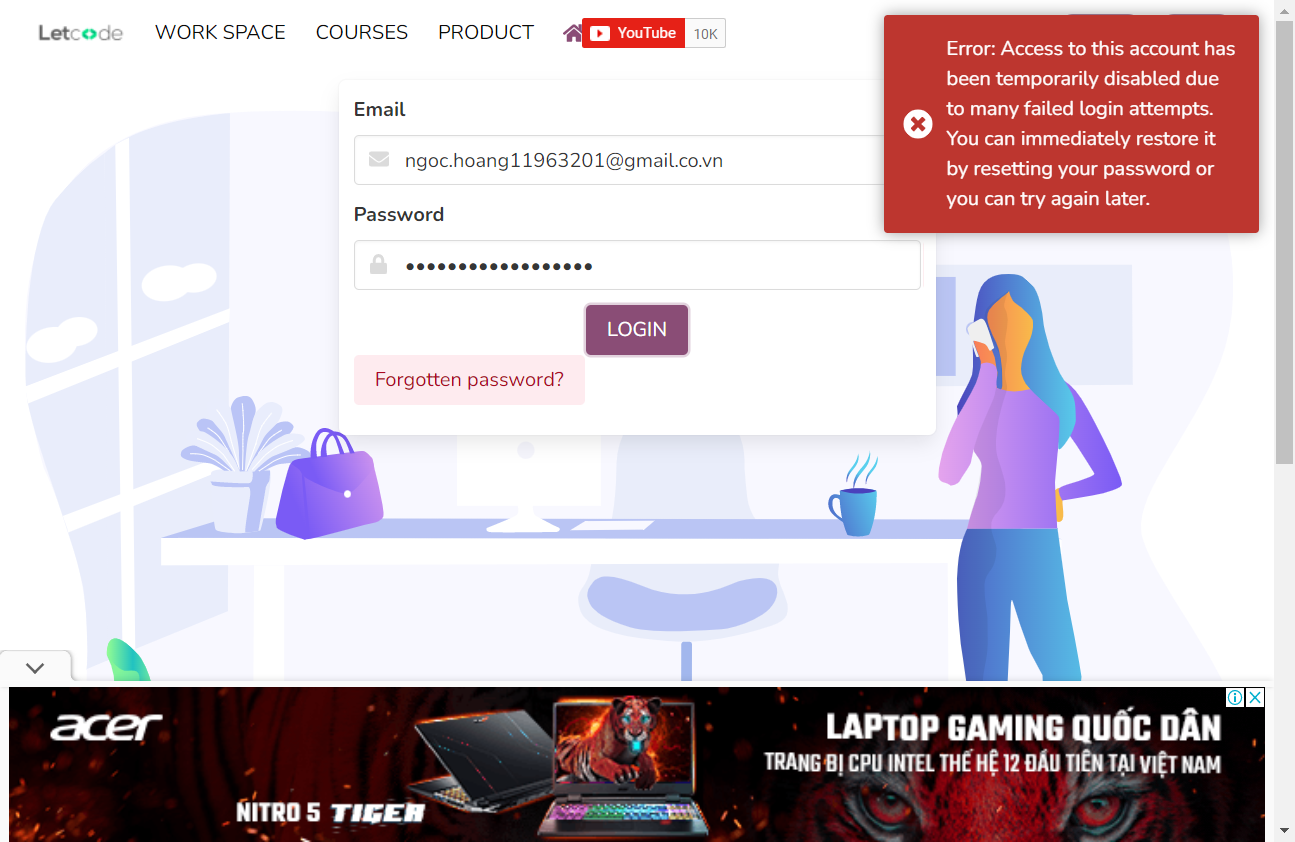 Letcode
WORK SPACE
COURSES
PRODUCT
YouTube
10K
Error: Access to this account has
been temporarily disabled due
to many failed login attempts.
You can immediately restore it
by resetting your password or
you can try again later.
Email
ngoc.hoang11963201@gmail.co.vn
Password
LOGIN
Forgotten password?
acer
NITRO 5 TIGER
LAPTOP GAMING QUỐC DÂN
TRANG BỊ CPU INTEL THẾ HỆ 12 ĐẦU TIÊN TẠI VIỆT NAM